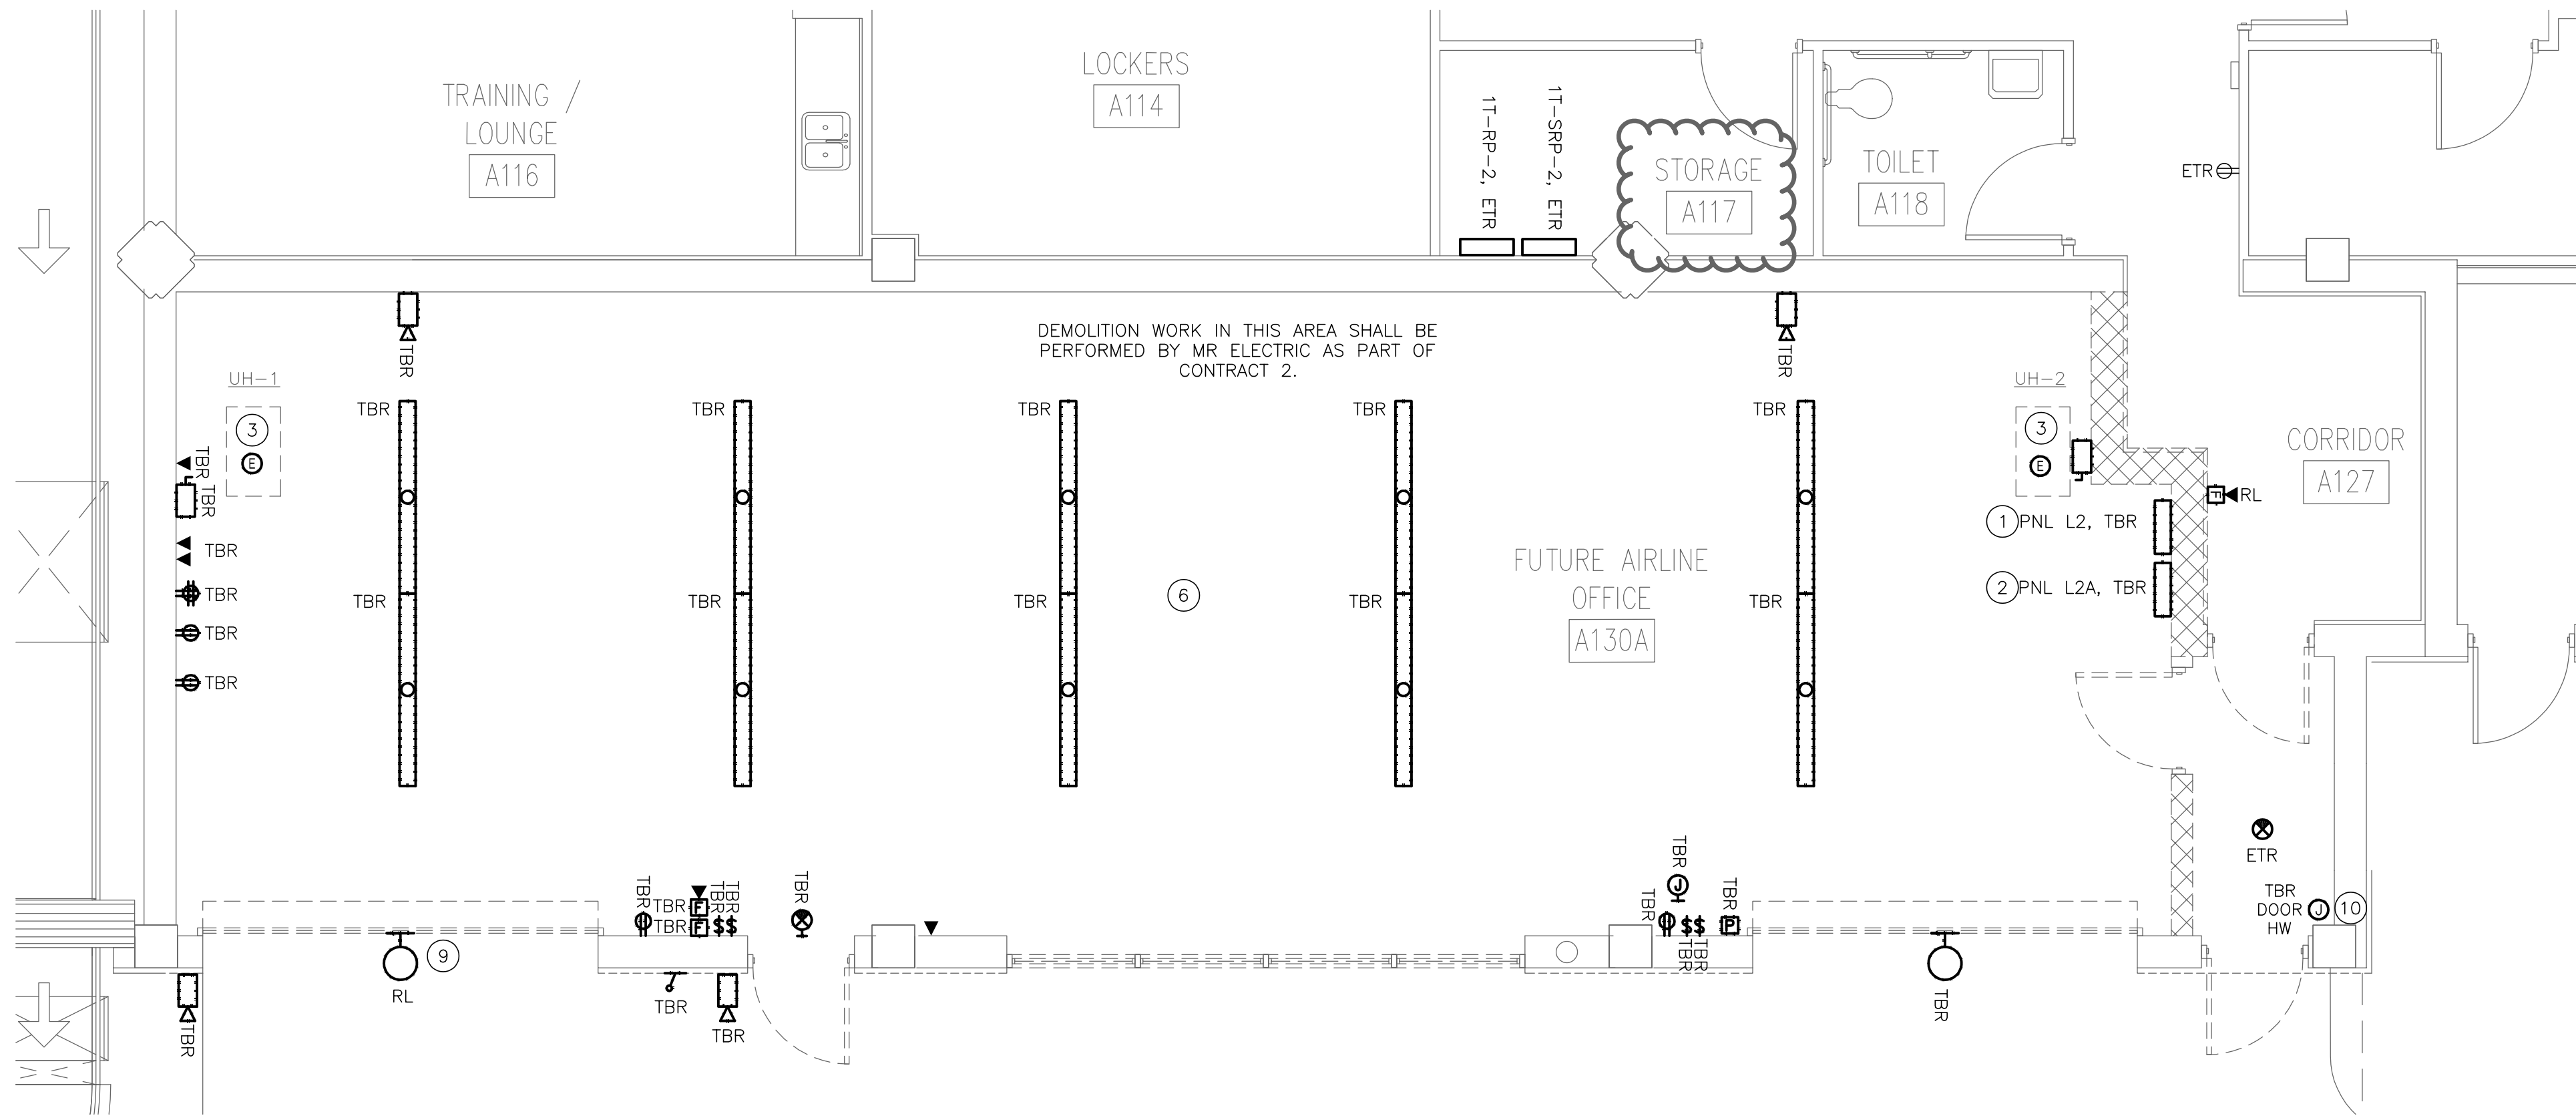 TRAINING /
LOUNGE
A116
LOCKERS
A114
1T-RP-2, ETR
1T-SRP-2, ETR
STORAGE
A117
TOILET
A118
ETR
DEMOLITION WORK IN THIS AREA SHALL BE
PERFORMED BY MR ELECTRIC AS PART OF
CONTRACT 2.
TBR
TBR
UH-1
3
E
UH-2
3
E
TBR
TBR
TBR
TBR
TBR
CORRIDOR
A127
TBR
TBR
TBR
TBR
TBR
TBR
F
RL
1
PNL L2, TBR
2
PNL L2A, TBR
FUTURE AIRLINE
OFFICE
A130A
6
TBR
TBR
TBR
TBR
TBR
TBR
ETR
TBR
TBR
F
TBR
F
TBR
TBR
$$
TBR
TBR
J
TBR
$$
TBR
TBR
TBR
P
TBR
DOOR
HW
J
10
9
RL
TBR
TBR
TBR
TBR